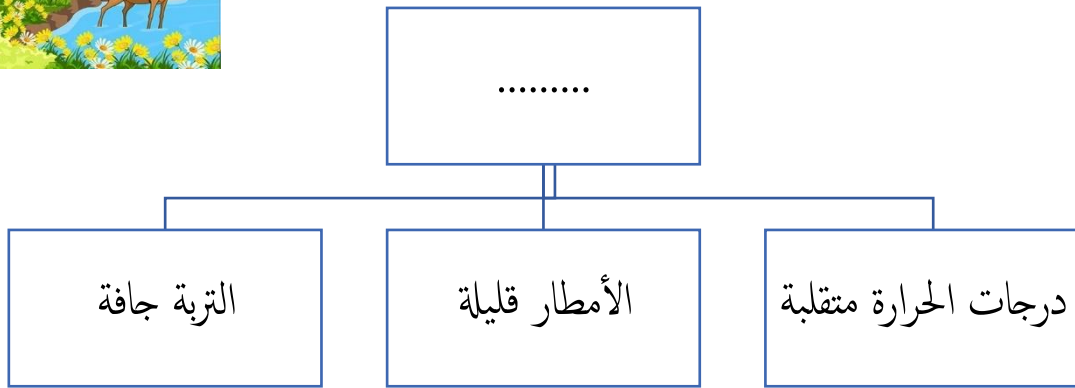 .........
درجات الحرارة متقلبة
الأمطار قليلة
التربة جافة